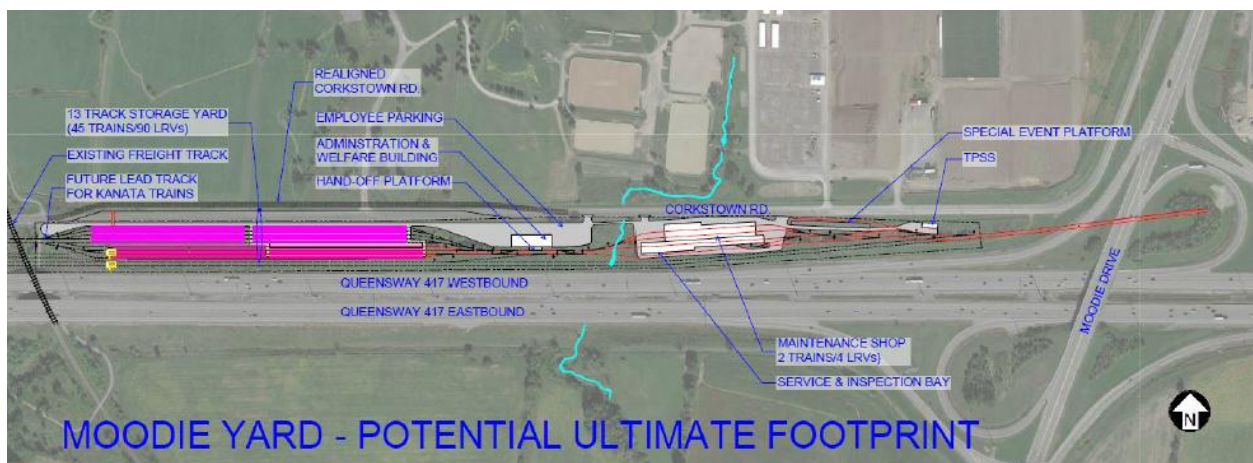 REALIGNED
CORKSTOWN RD.
13 TRACK STORAGE YARD
(45 TRAINS/90 LRVs)
EMPLOYEE PARKING
SPECIAL EVENT PLATFORM
EXISTING FREIGHT TRACK
ADMINSTRATION &
WELFARE BUILDING
TPSS
FUTURE LEAD TRACK
FOR KANATA TRAINS
HAND-OFF PLATFORM
CORKSTOWN RD.
QUEENSWAY 417 WESTBOUND
QUEENSWAY 417 EASTBOUND
MOODIE DRIVE
MAINTENANCE SHOP
2 TRAINS/4 LRVs)
SERVICE & INSPECTION BAY
MOODIE YARD - POTENTIAL ULTIMATE FOOTPRINT
N